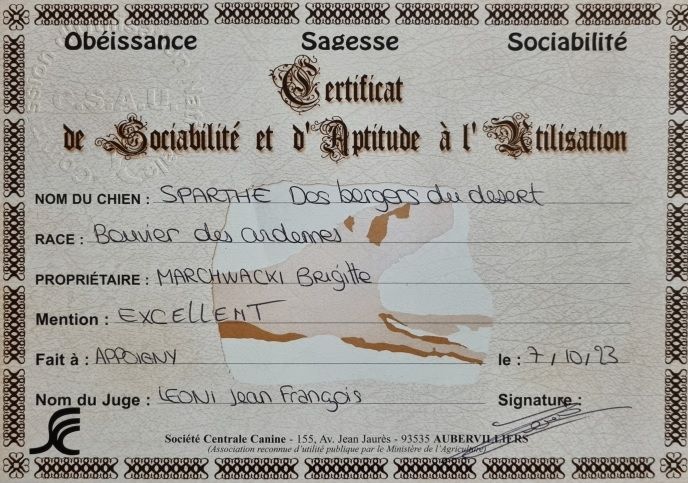 Obéissance Sagesse Sociabilité
Certificat
de Sociabilité et d'Aptitude à l'Utilisation
NOM DU CHIEN : SPARTHE Dos bergers du desert
RACE : Bouvier des ardennes
PROPRIÉTAIRE : MARCHWACKI Brigitte
Mention : EXCELLENT
Fait à : APPOIGNY le : 7/10/23
Nom du Juge : LEONI Jean François Signature :
Société Centrale Canine - 155, Av. Jean Jaurès - 93535 AUBERVILLIERS
(Association reconnue d'utilité publique par le Ministère de l'Agriculture)
C.S.A.U.